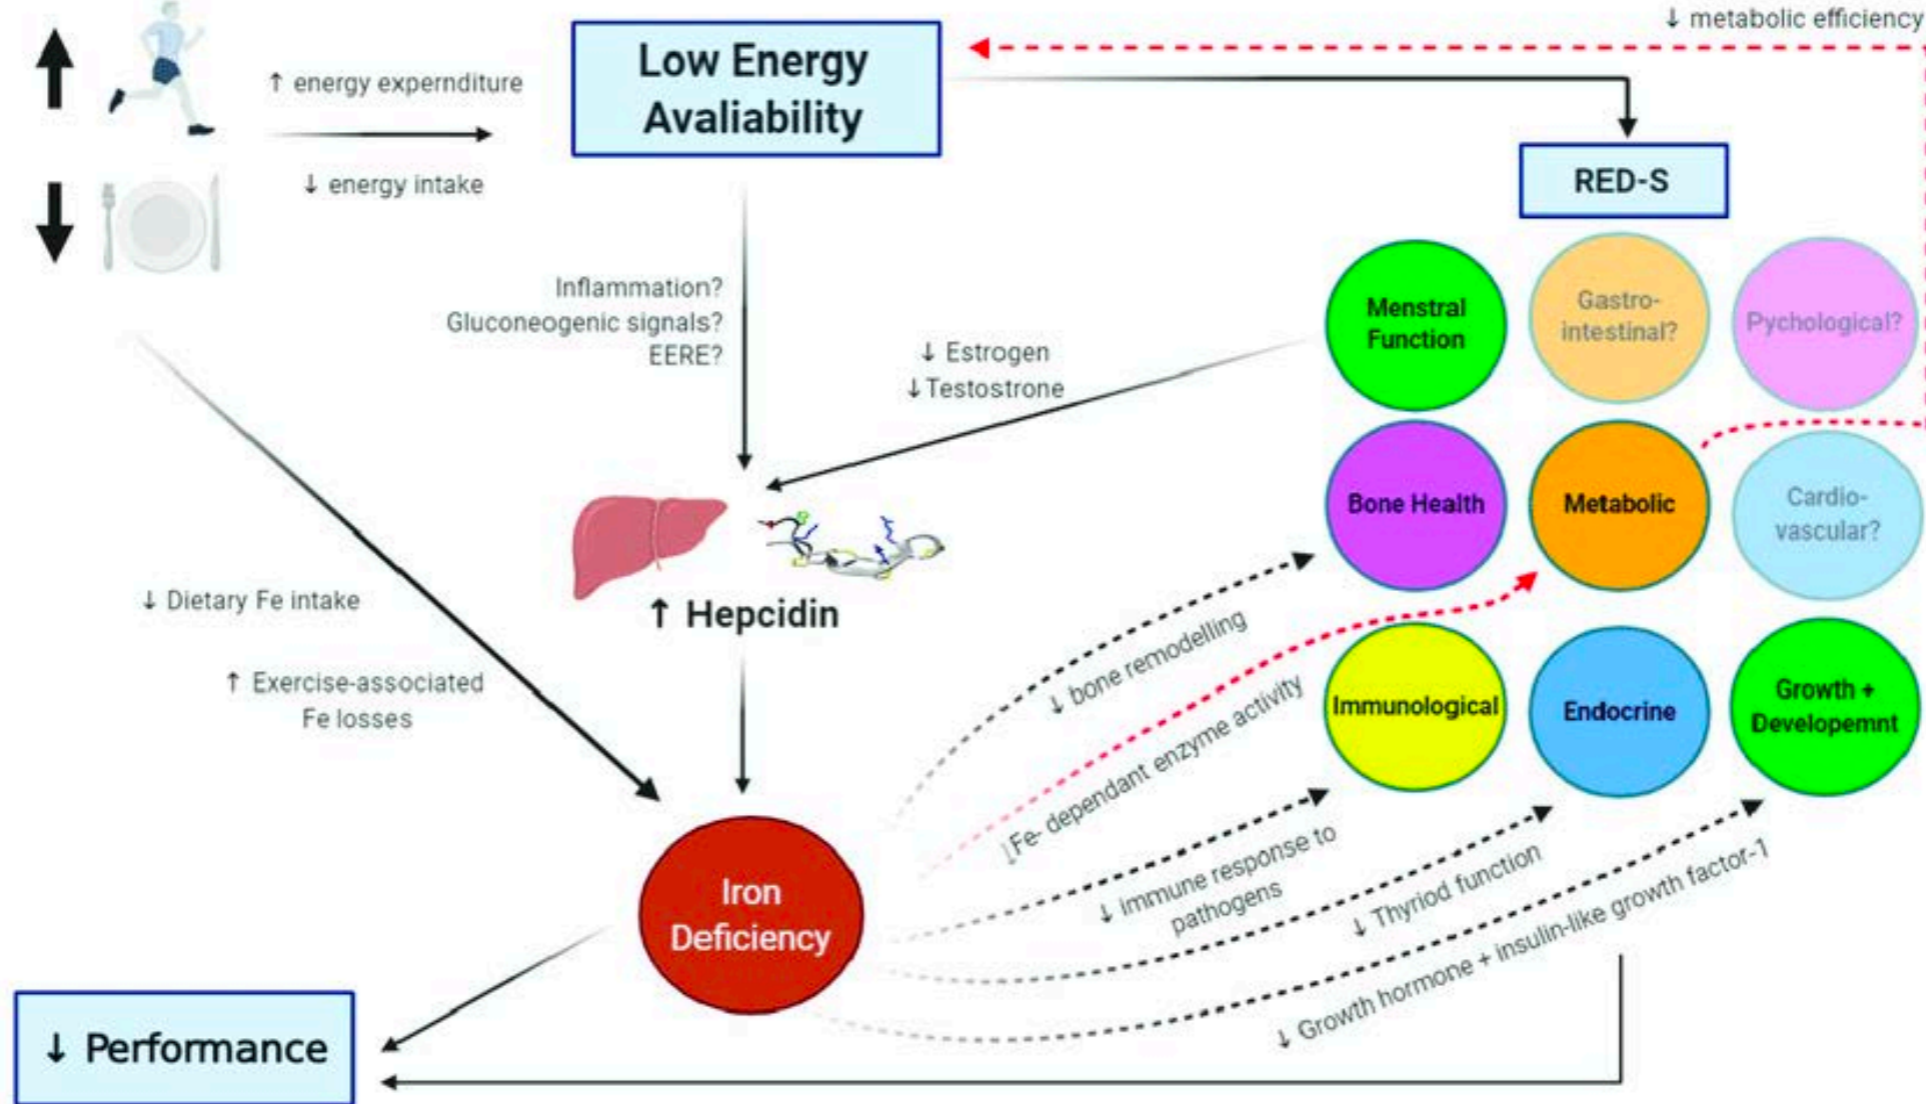 ↓ metabolic efficiency
↑ energy expernditure
Low Energy
Avaliability
↓ energy intake
RED-S
Inflammation?
Gluconeogenic signals?
EERE?
↓ Estrogen
↓Testostrone
Menstral
Function
Gastro-
intestinal?
Pychological?
Bone Health
Metabolic
Cardio-
vascular?
↑ Hepcidin
↓ Dietary Fe intake
↑ Exercise-associated
Fe losses
↓ bone remodelling
↓Fe- dependant enzyme activity
Immunological
Endocrine
Growth +
Developemnt
↓ immune response to
pathogens
↓ Thyriod function
↓ Growth hormone + insulin-like growth factor-1
Iron
Deficiency
↓ Performance